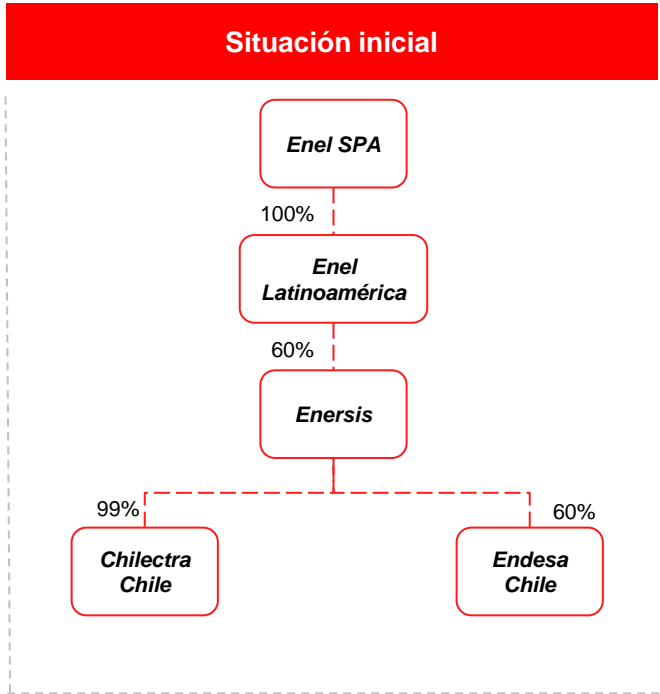 Situación inicial
Enel SPA
100%
Enel
Latinoamérica
60%
Enersis
99%
60%
Chilectra
Chile
Endesa
Chile